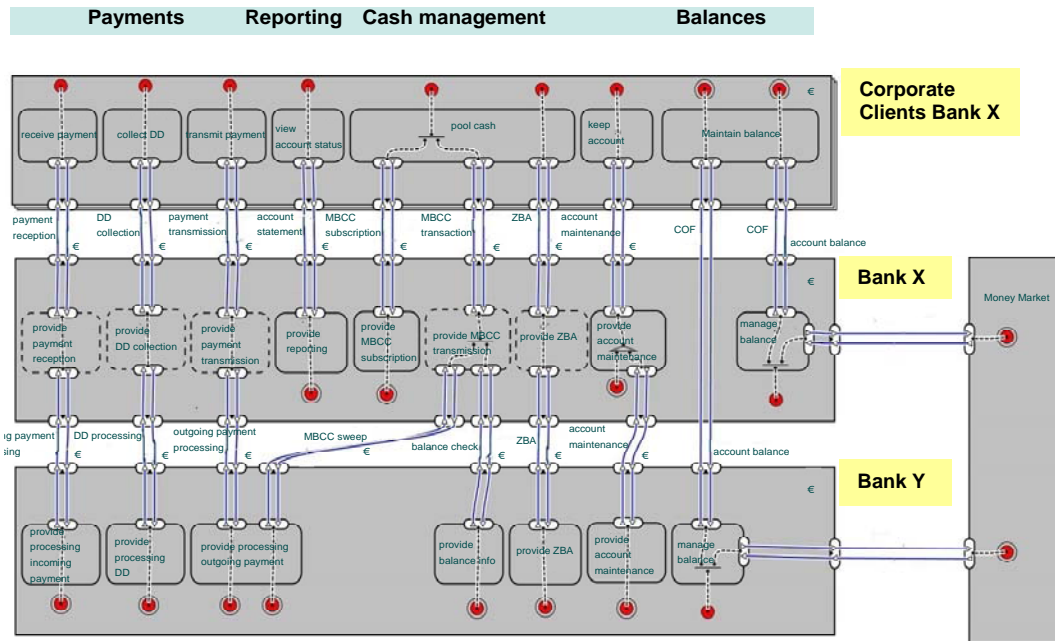 Payments Reporting Cash management Balances
€
Corporate
Clients Bank X
receive payment
collect DD
transmit payment
view
account status
pool cash
keep
account
Maintain balance
payment
reception
€
DD
collection
€
payment
transmission
€
account
statement
€
MBCC
subscription
MBCC
transaction
€
ZBA
€
account
maintenance
€
COF
COF
account balance
€
Bank X
Money Market
provide
payment
reception
provide
DD collection
provide
payment
transmission
provide
reporting
provide
MBCC
subscription
provide MBCC
transmission
provide ZBA
provide
account
maintenance
manage
balance
g payment
sing
€
DD processing
€
outgoing payment
processing
€
MBCC sweep
€
balance check
€
ZBA
€
account
maintenance
€
account balance
€
Bank Y
provide
processing
incoming
payment
provide
processing
DD
provide processing
outgoing payment
provide
balance info
provide ZBA
provide
account
maintenance
manage
balance